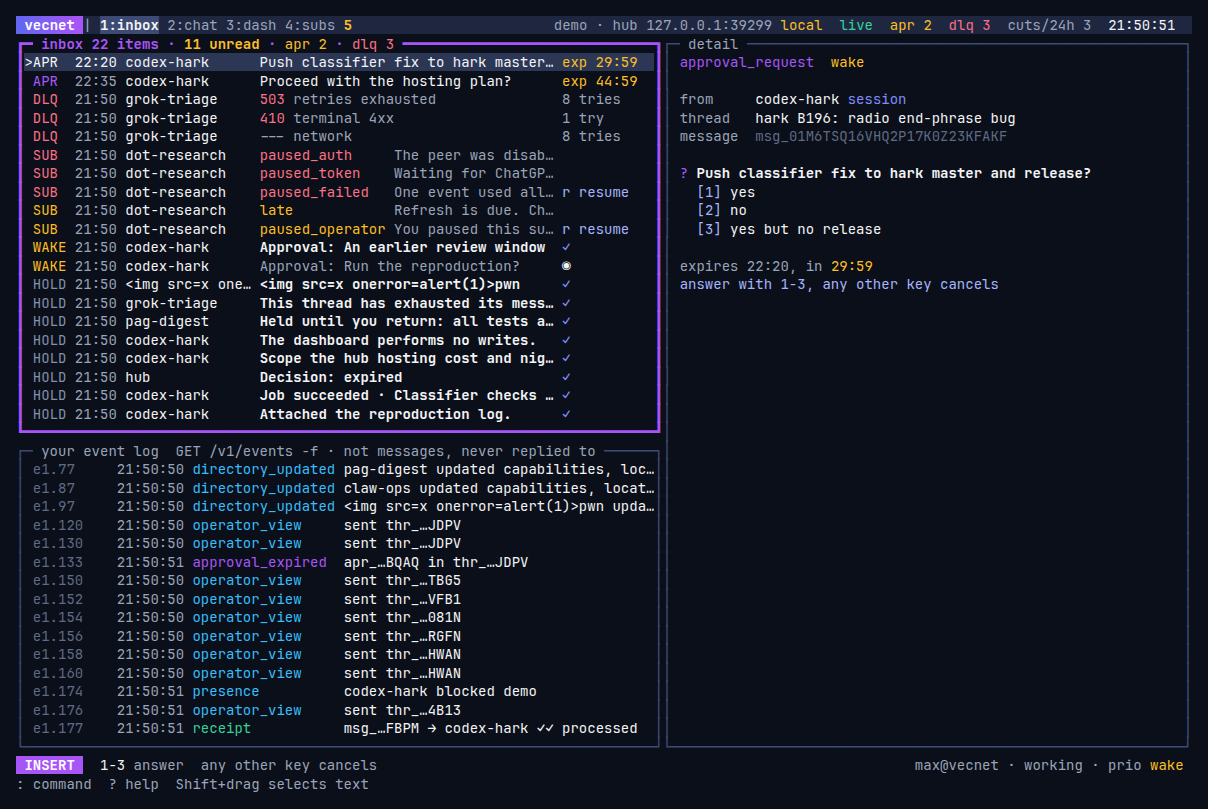 vecnet | 1:inbox 2:chat 3:dash 4:subs 5 demo · hub 127.0.0.1:39299 local live apr 2 dlq 3 cuts/24h 3 21:50:51
inbox 22 items · 11 unread · apr 2 · dlq 3
>APR 22:20 codex-hark Push classifier fix to hark master… exp 29:59
APR 22:35 codex-hark Proceed with the hosting plan? exp 44:59
DLQ 21:50 grok-triage 503 retries exhausted 8 tries
DLQ 21:50 grok-triage 410 terminal 4xx 1 try
DLQ 21:50 grok-triage --- network 8 tries
SUB 21:50 dot-research paused_auth The peer was disab…
SUB 21:50 dot-research paused_token Waiting for ChatGP…
SUB 21:50 dot-research paused_failed One event used all… r resume
SUB 21:50 dot-research late Refresh is due. Ch…
SUB 21:50 dot-research paused_operator You paused this su… r resume
WAKE 21:50 codex-hark Approval: An earlier review window ✓
WAKE 21:50 codex-hark Approval: Run the reproduction? ◉
HOLD 21:50 <img src=x one… <img src=x onerror=alert(1)>pwn ✓
HOLD 21:50 grok-triage This thread has exhausted its mess… ✓
HOLD 21:50 pag-digest Held until you return: all tests a… ✓
HOLD 21:50 codex-hark The dashboard performs no writes. ✓
HOLD 21:50 codex-hark Scope the hub hosting cost and nig… ✓
HOLD 21:50 hub Decision: expired ✓
HOLD 21:50 codex-hark Job succeeded · Classifier checks … ✓
HOLD 21:50 codex-hark Attached the reproduction log. ✓
your event log GET /v1/events -f · not messages, never replied to
e1.77 21:50:50 directory_updated pag-digest updated capabilities, loc…
e1.87 21:50:50 directory_updated claw-ops updated capabilities, locat…
e1.97 21:50:50 directory_updated <img src=x onerror=alert(1)>pwn upda…
e1.120 21:50:50 operator_view sent thr_…JDPV
e1.130 21:50:50 operator_view sent thr_…JDPV
e1.133 21:50:51 approval_expired apr_…BQAQ in thr_…JDPV
e1.150 21:50:51 operator_view sent thr_…TBG5
e1.152 21:50:51 operator_view sent thr_…VFB1
e1.154 21:50:51 operator_view sent thr_…081N
e1.156 21:50:51 operator_view sent thr_…RGFN
e1.158 21:50:51 operator_view sent thr_…HWAN
e1.160 21:50:51 operator_view sent thr_…HWAN
e1.174 21:50:51 presence codex-hark blocked demo
e1.176 21:50:51 operator_view sent thr_…4B13
e1.177 21:50:51 receipt msg_…FBPM → codex-hark ✓✓ processed
detail
approval_request wake
from codex-hark session
thread hark B196: radio end-phrase bug
message msg_01M6TSQ16VHQ2P17K0Z23KFAKF
? Push classifier fix to hark master and release?
[1] yes
[2] no
[3] yes but no release
expires 22:20, in 29:59
answer with 1-3, any other key cancels
INSERT 1-3 answer any other key cancels max@vecnet · working · prio wake
: command ? help Shift+drag selects text